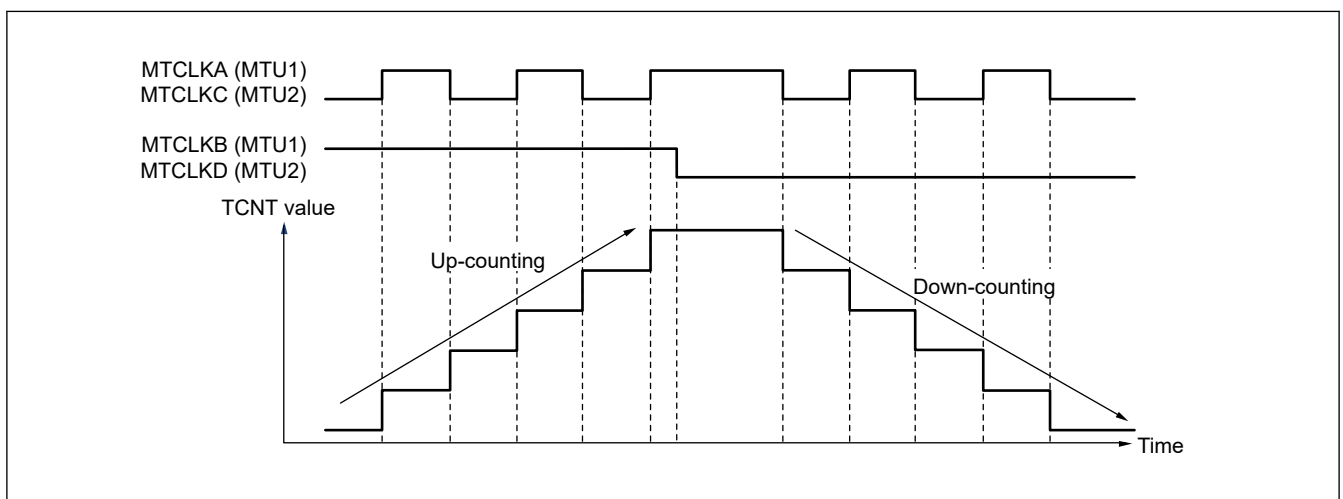 MTCLKA (MTU1)
MTCLKC (MTU2)
MTCLKB (MTU1)
MTCLKD (MTU2)
TCNT value
Up-counting
Down-counting
Time